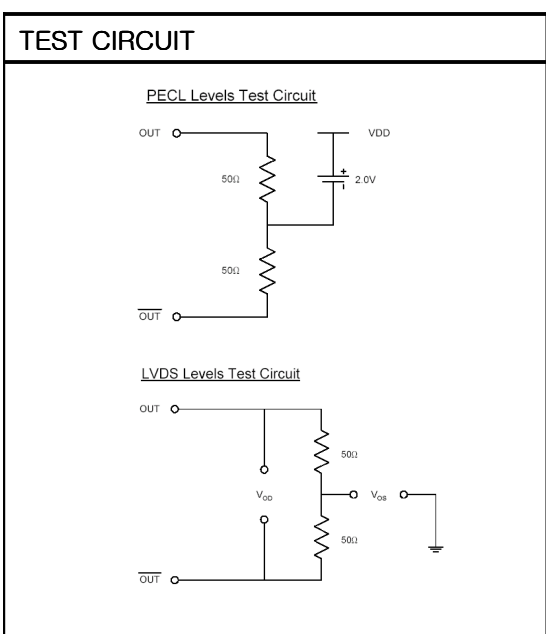 TEST CIRCUIT
PECL Levels Test Circuit
OUT
VDD
50Ω
+
2.0V
-
50Ω
OUT
LVDS Levels Test Circuit
OUT
50Ω
VOD
VOS
50Ω
OUT